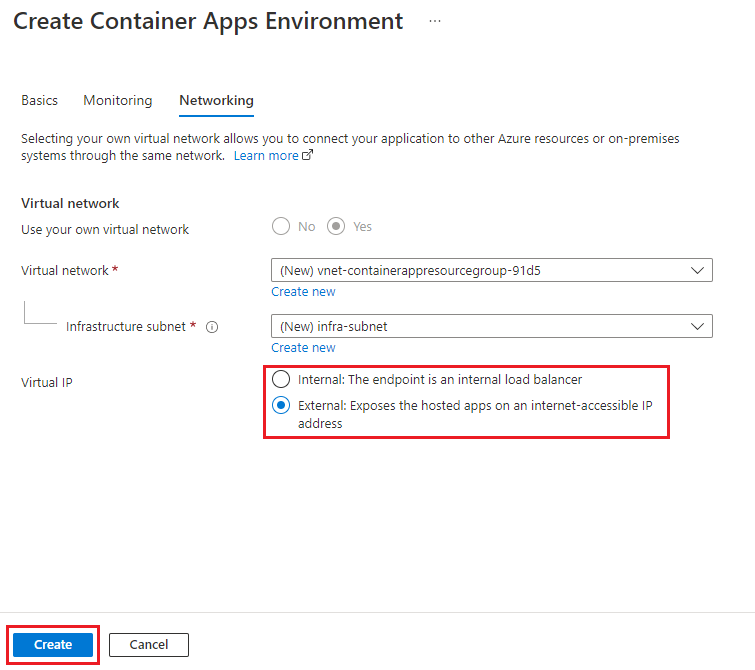 Create Container Apps Environment ...
Basics Monitoring Networking
Selecting your own virtual network allows you to connect your application to other Azure resources or on-premises
systems through the same network. Learn more
Virtual network
Use your own virtual network No Yes
Virtual network * (New) vnet-containerappresourcegroup-91d5
Create new
Infrastructure subnet * (New) infra-subnet
Create new
Virtual IP Internal: The endpoint is an internal load balancer
External: Exposes the hosted apps on an internet-accessible IP
address
Create Cancel